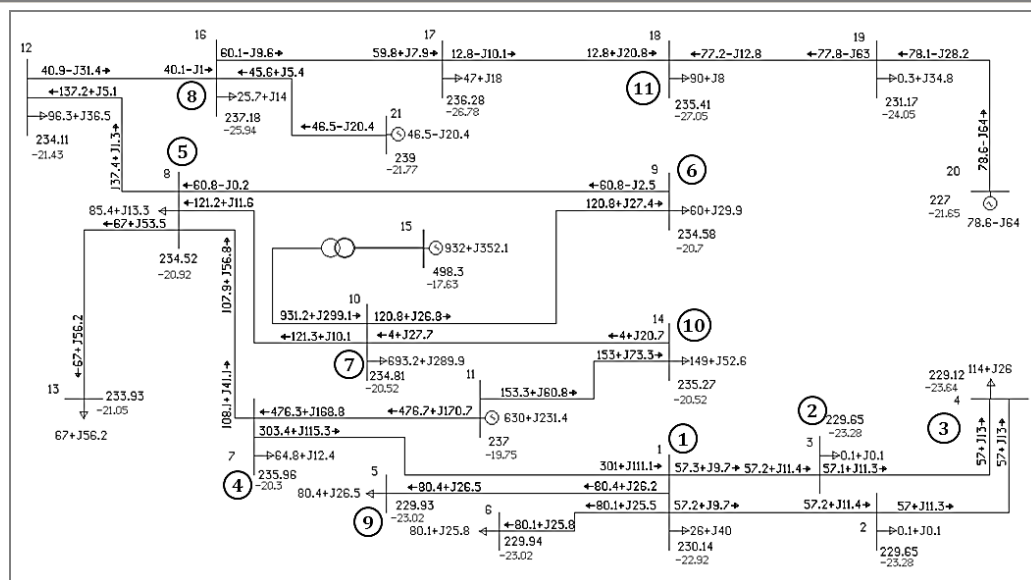 16
17
18
19
12
60.1-J9.6→
59.8+J7.9→
12.8-J10.1→
12.8+J20.8→
←77.2-J12.8
←77.8-J63
←78.1-J28.2
40.9-J31.4→
40.1-J1→
←45.6+J5.4
←137.2+J5.1
25.7+J14
47+J18
90+J8
0.3+J34.8
8
11
96.3+J36.5
237.18
-25.94
236.28
-26.78
235.41
-27.05
231.17
-24.05
21
234.11
-21.43
←46.5-J20.4
46.5-J20.4
239
-21.77
137.4+J1.3→
78.6-J64→
5
6
8
9
20
←60.8-J0.2
←60.8-J2.5
227
-21.65
78.6-J64
←121.2+J11.6
120.8+J27.4→
85.4+J13.3
60+J29.9
←67+J53.5
15
932+J352.1
234.58
-20.7
234.52
-20.92
498.3
-17.63
107.9+J56.8→
10
14
10
931.2+J299.1→
120.8+J26.8→
←121.3+J10.1
←4+J27.7
←4+J20.7
153+J73.3→
7
693.2+J289.9
149+J52.6
←67+J56.2
234.81
-20.52
235.27
-20.52
11
114+J26
229.12
-23.64
13
233.93
-21.05
108.1+J41.1→
153.3+J60.8→
4
←476.3+J168.8
←476.7+J170.7
630+J231.4
2
3
67+J56.2
303.4+J115.3→
237
-19.75
1
1
229.65
-23.28
3
57+J13→
57+J13→
7
64.8+J12.4
301+J111.1→
57.3+J9.7→
57.2+J11.4→
0.1+J0.1
57.1+J11.3→
4
235.96
-20.3
5
80.4+J26.5
←80.4+J26.5
←80.4+J26.2
9
229.93
-23.02
6
←80.1+J25.5
57.2+J9.7→
57.2+J11.4→
57+J11.3→
80.1+J25.8
←80.1+J25.8
26+J40
2
0.1+J0.1
229.94
-23.02
230.14
-22.92
229.65
-23.28